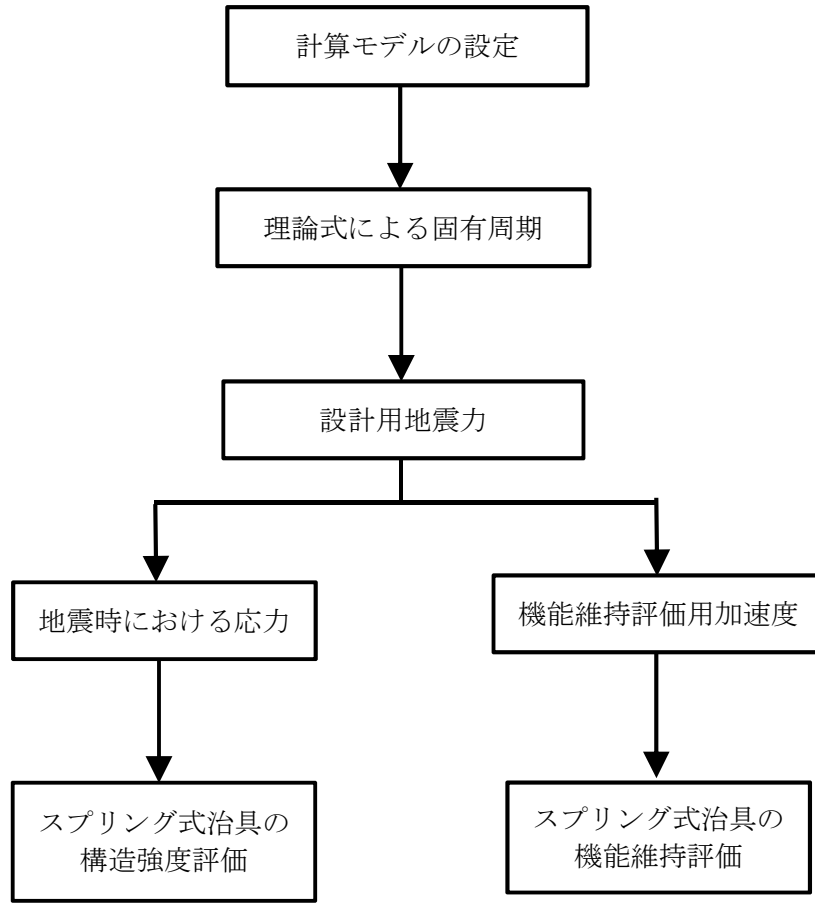 計算モデルの設定
理論式による固有周期
設計用地震力
地震時における応力
機能維持評価用加速度
スプリング式治具の
構造強度評価
スプリング式治具の
機能維持評価